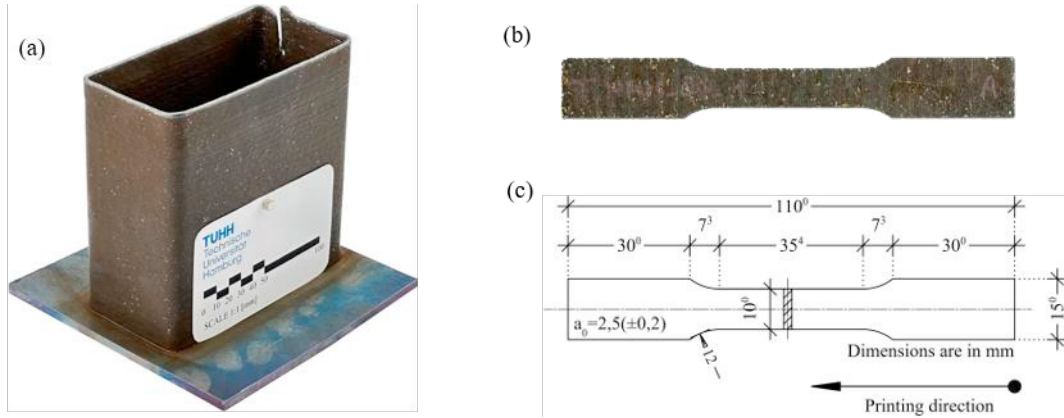 (a)
TUHH
Technische
Universität
Hamburg
100
0 10 20 30 40 50
SCALE 1:1 [mm]
(b)
A
(c)
110⁰
7³ 7³
30⁰ 35⁴ 30⁰
10⁰
15⁰
a₀=2,5(±0,2)
12
Dimensions are in mm
Printing direction